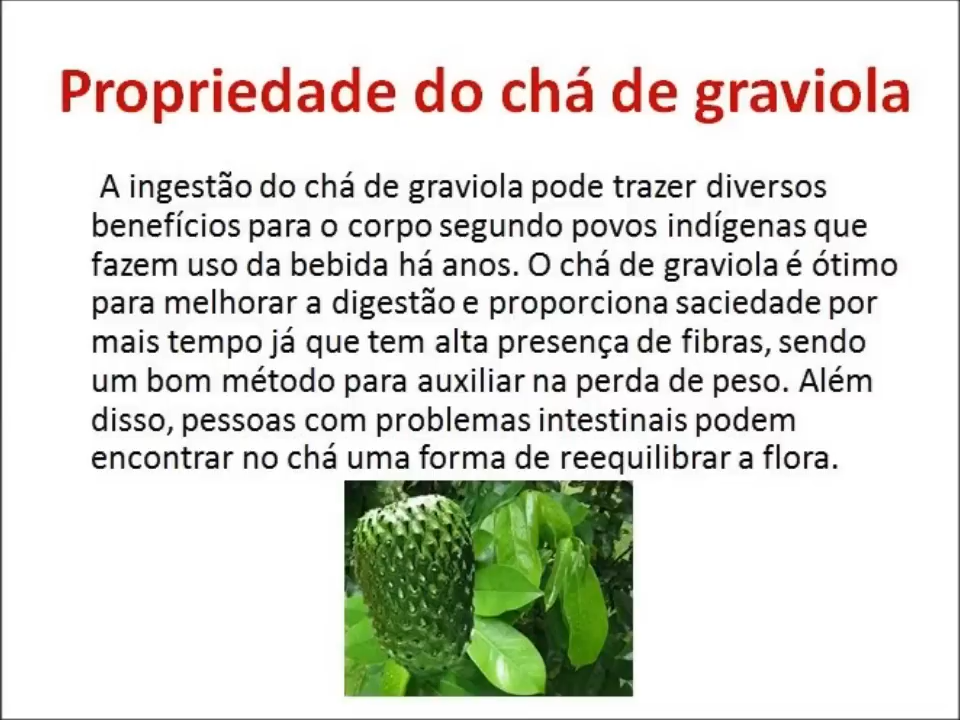 Propriedade do chá de graviola
A ingestão do chá de graviola pode trazer diversos
benefícios para o corpo segundo povos indígenas que
fazem uso da bebida há anos. O chá de graviola é ótimo
para melhorar a digestão e proporciona saciedade por
mais tempo já que tem alta presença de fibras, sendo
um bom método para auxiliar na perda de peso. Além
disso, pessoas com problemas intestinais podem
encontrar no chá uma forma de reequilibrar a flora.